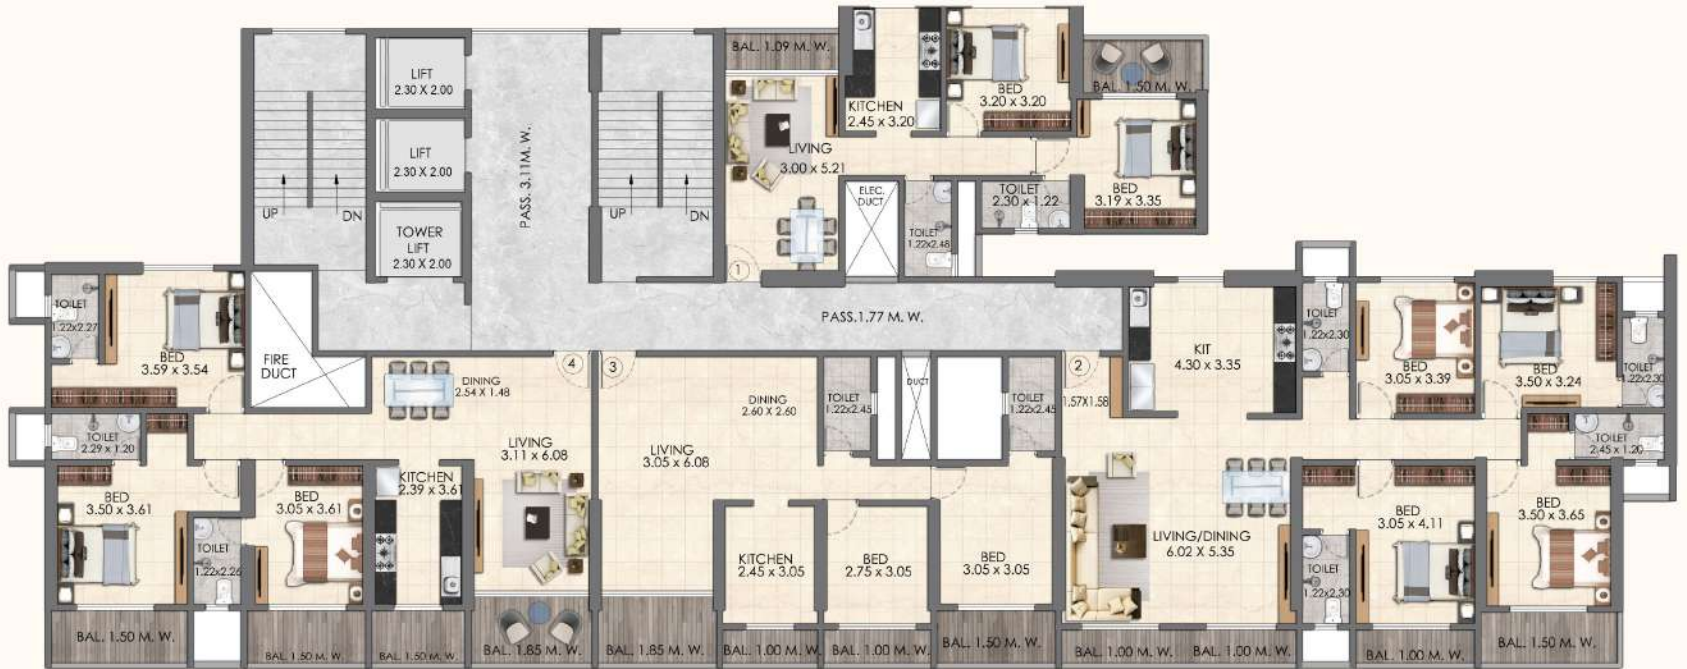 LIFT
2.30 X 2.00
LIFT
2.30 X 2.00
TOWER
LIFT
2.30 X 2.00
UP
DN
PASS. 3.11M. W.
UP
DN
BAL. 1.09 M. W.
LIVING
3.00 x 5.21
1
KITCHEN
2.45 x 3.20
BED
3.20 x 3.20
BAL. 1.50 M. W.
BED
3.19 x 3.35
TOILET
2.30 x 1.22
ELEC.
DUCT
TOILET
1.22x2.48
PASS.1.77 M. W.
TOILET
1.22x2.27
BED
3.59 x 3.54
FIRE
DUCT
TOILET
2.29 x 1.20
BED
3.50 x 3.61
TOILET
1.22x2.26
BED
3.05 x 3.61
DINING
2.54 X 1.48
4
LIVING
3.11 x 6.08
KITCHEN
2.39 x 3.61
BAL. 1.50 M. W.
BAL. 1.50 M. W.
BAL. 1.50 M. W.
BAL. 1.85 M. W.
3
DINING
2.60 X 2.60
LIVING
3.05 x 6.08
TOILET
1.22x2.45
DUCT
TOILET
1.22x2.45
KITCHEN
2.45 x 3.05
BED
2.75 x 3.05
BED
3.05 x 3.05
BAL. 1.85 M. W.
BAL. 1.00 M. W.
BAL. 1.00 M. W.
BAL. 1.50 M. W.
2
1.57X1.58
KIT
4.30 X 3.35
LIVING/DINING
6.02 X 5.35
TOILET
1.22x2.30
BED
3.05 x 3.39
BED
3.50 x 3.24
TOILET
1.22x2.30
TOILET
2.45 x 1.20
BED
3.05 x 4.11
TOILET
1.22x2.30
BED
3.50 x 3.65
BAL. 1.00 M. W.
BAL. 1.00 M. W.
BAL. 1.00 M. W.
BAL. 1.50 M. W.